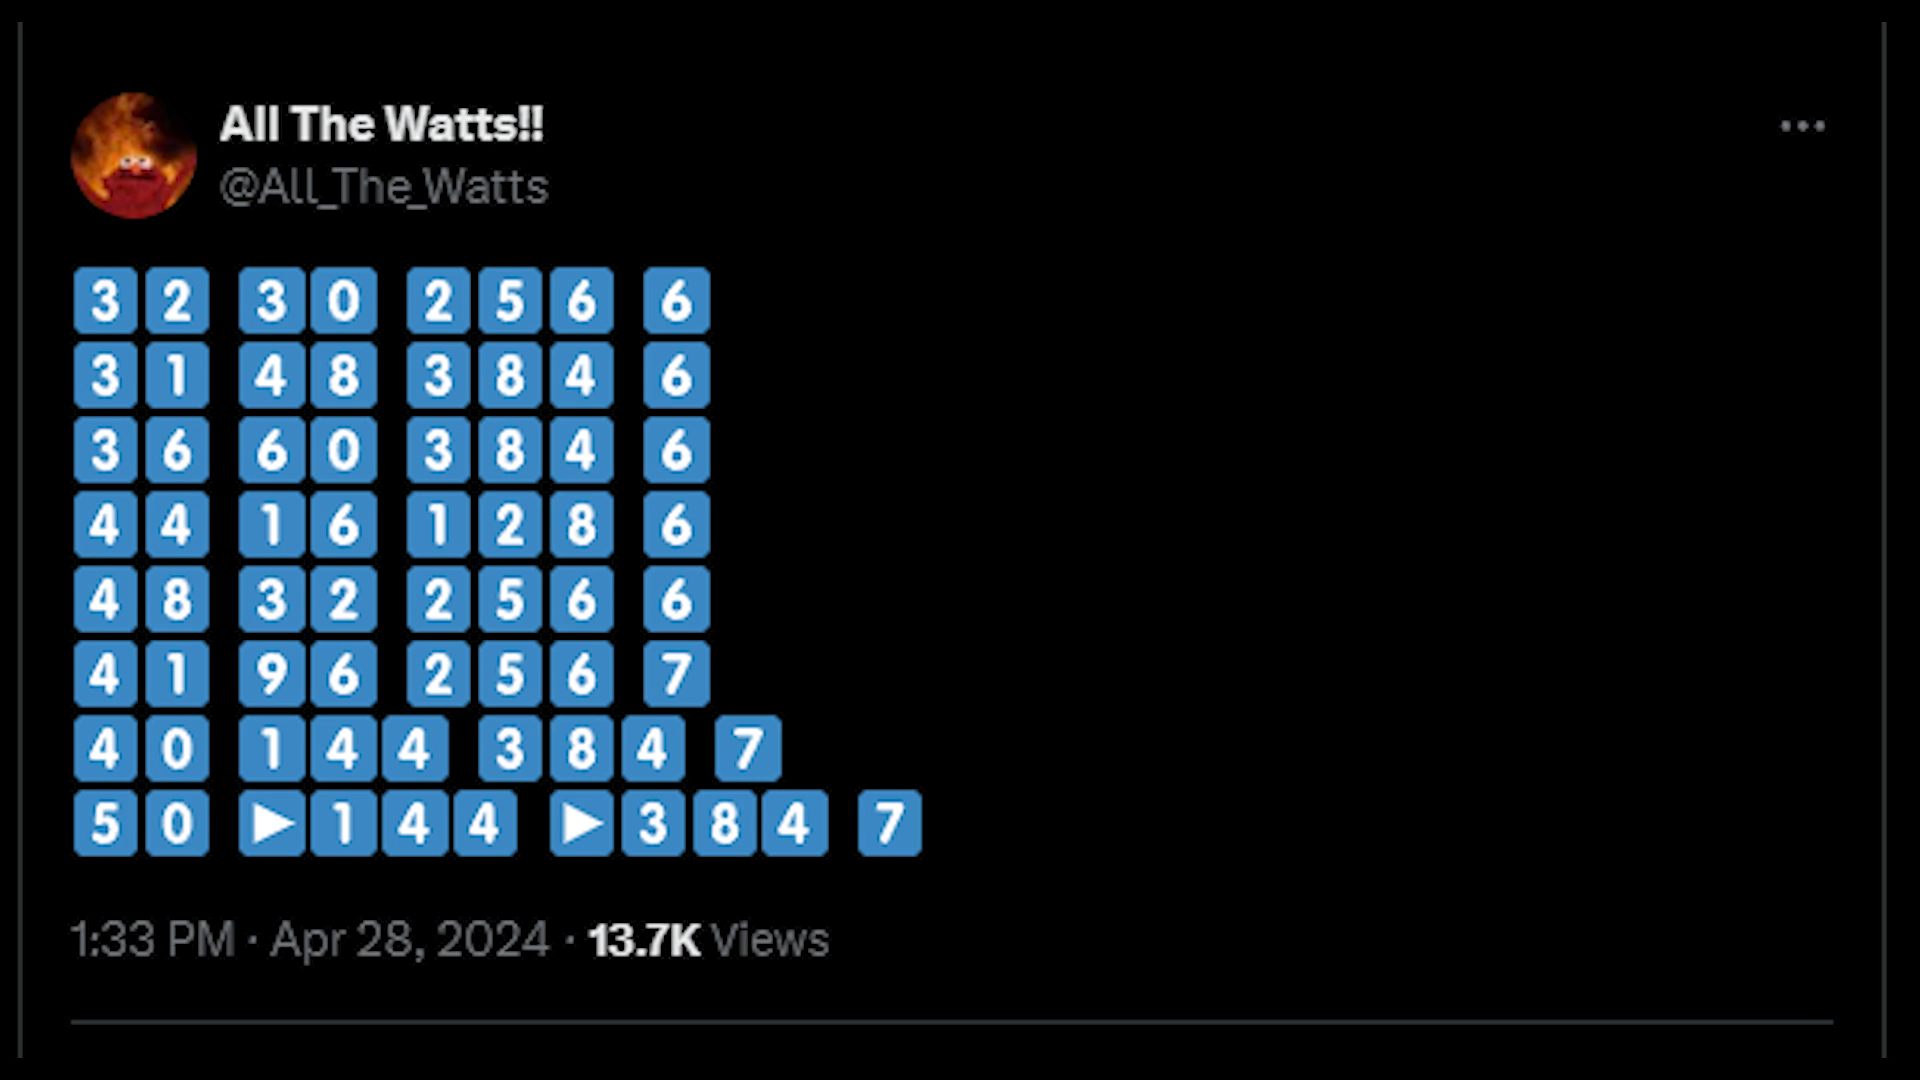 All The Watts!!
@All_The_Watts
32 30 256 6
31 48 384 6
36 60 384 6
44 16 128 6
48 32 256 6
41 96 256 7
40 144 384 7
50 ▶144 ▶384 7
1:33 PM · Apr 28, 2024 · 13.7K Views